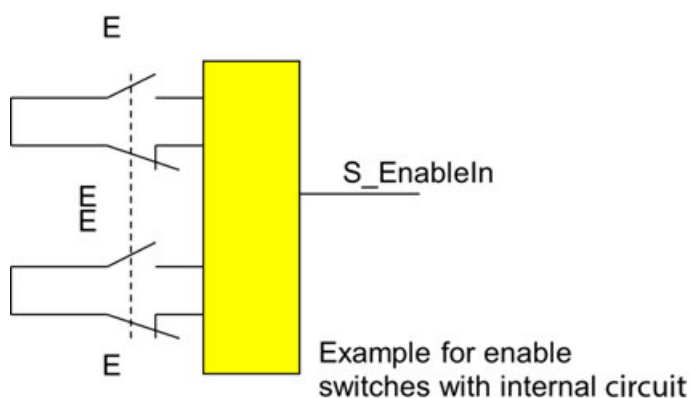 E
S_EnableIn
E
E
E
Example for enable
switches with internal circuit